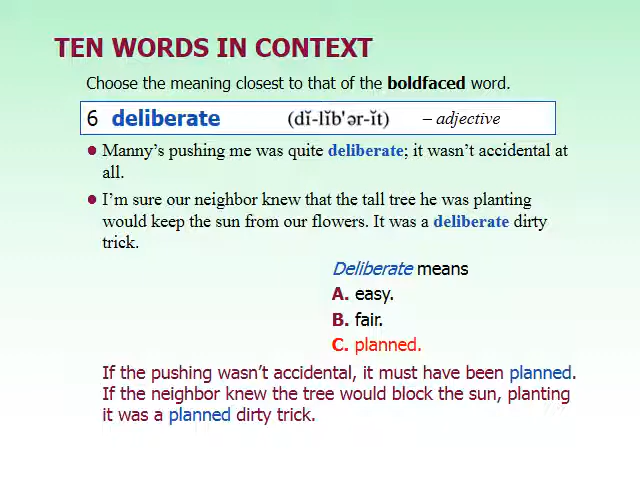 TEN WORDS IN CONTEXT
Choose the meaning closest to that of the boldfaced word.
6 deliberate (dĭ-lĭb′ər-ĭt) – adjective
• Manny’s pushing me was quite deliberate; it wasn’t accidental at
all.
• I’m sure our neighbor knew that the tall tree he was planting
would keep the sun from our flowers. It was a deliberate dirty
trick.
Deliberate means
A. easy.
B. fair.
C. planned.
If the pushing wasn’t accidental, it must have been planned.
If the neighbor knew the tree would block the sun, planting
it was a planned dirty trick.